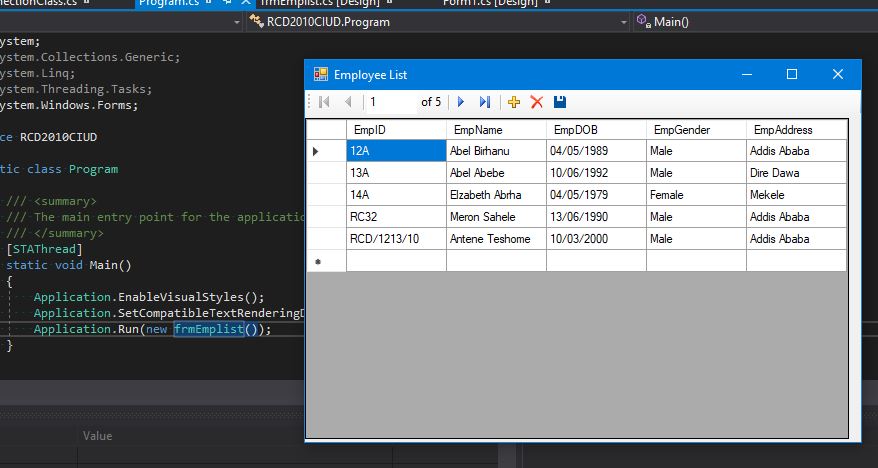 nectionClass.cs Program.cs frmEmplist.cs [Design] Form1.cs [Design]
RCD2010CIUD.Program Main()
ystem;
ystem.Collections.Generic;
ystem.Linq;
ystem.Threading.Tasks;
ystem.Windows.Forms;
ce RCD2010CIUD
tic class Program
/// <summary>
/// The main entry point for the application
/// </summary>
[STAThread]
static void Main()
{
Application.EnableVisualStyles();
Application.SetCompatibleTextRenderingD
Application.Run(new frmEmplist());
}
Value
Employee List
1 of 5
EmpID EmpName EmpDOB EmpGender EmpAddress
12A Abel Birhanu 04/05/1989 Male Addis Ababa
13A Abel Abebe 10/06/1992 Male Dire Dawa
14A Elzabeth Abrha 04/05/1979 Female Mekele
RC32 Meron Sahele 13/06/1990 Male Addis Ababa
RCD/1213/10 Antene Teshome 10/03/2000 Male Addis Ababa